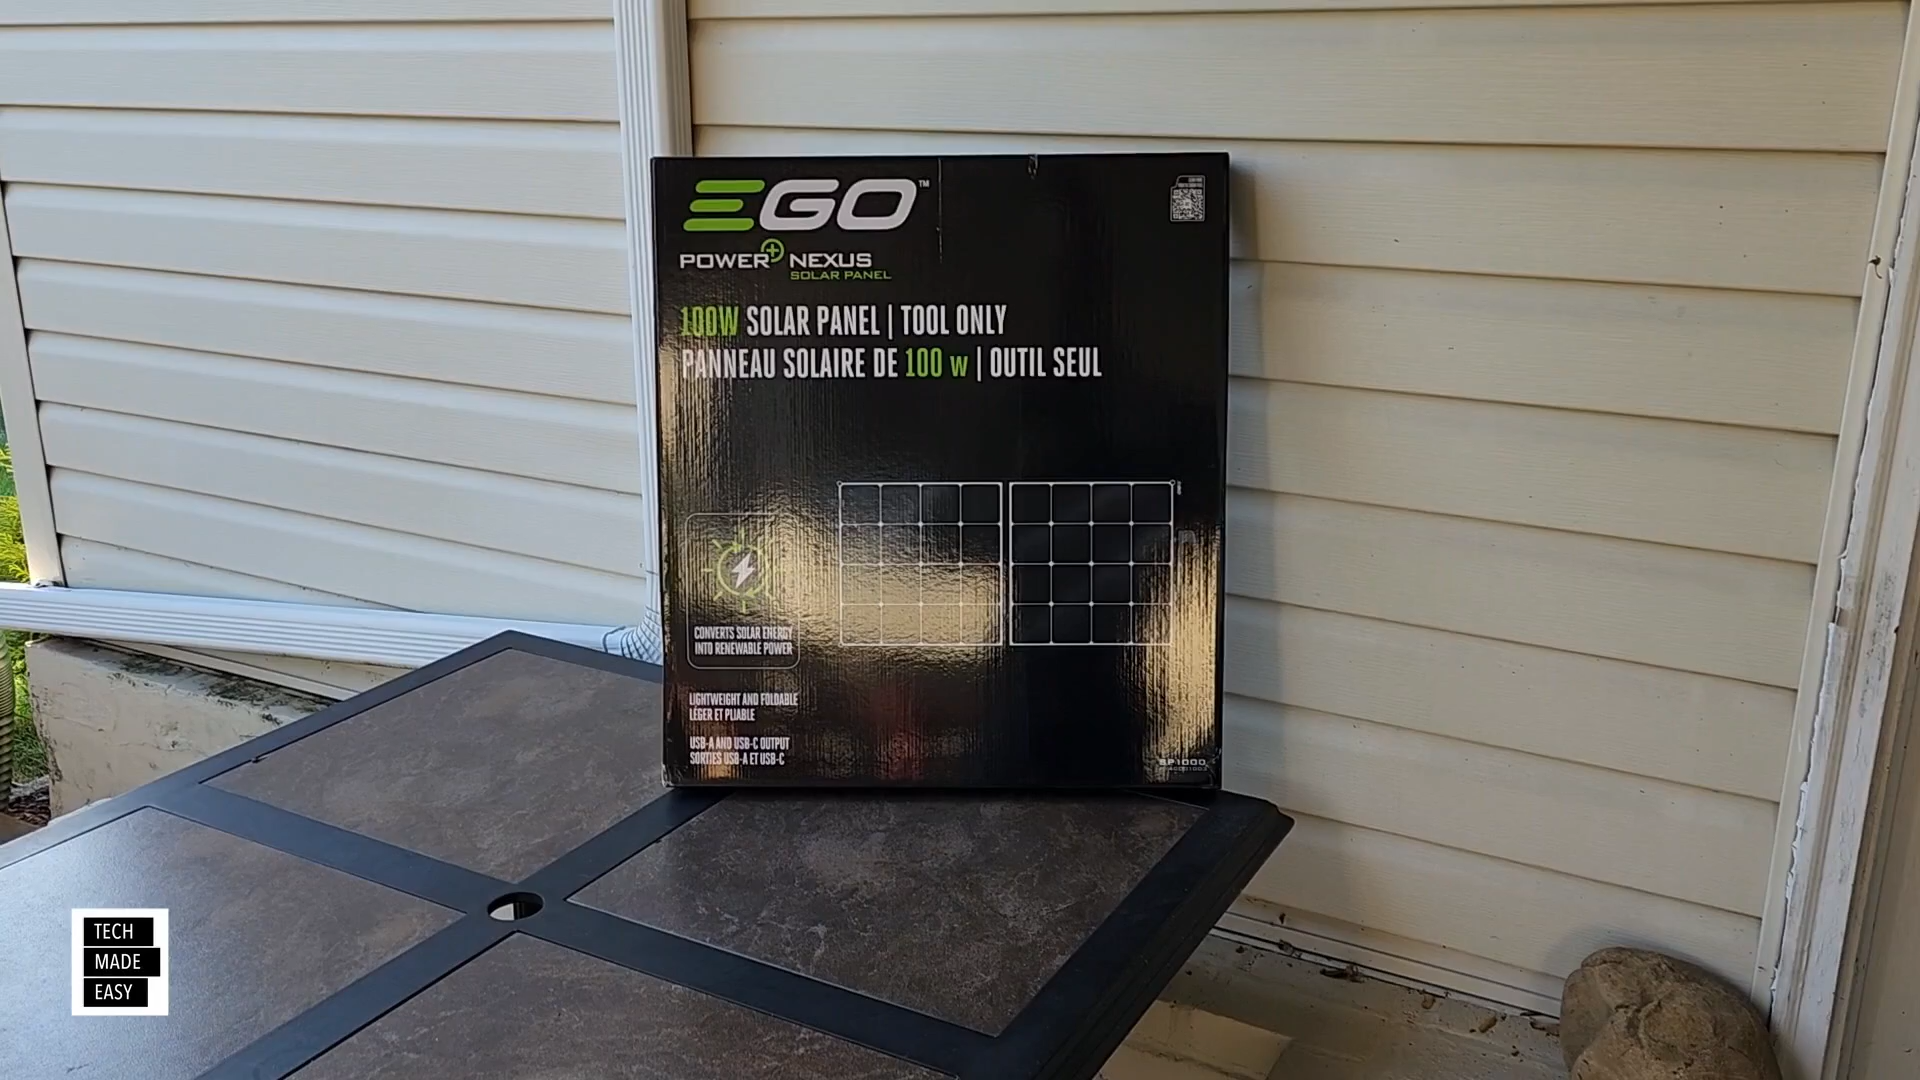 EGO™
POWER+ NEXUS
SOLAR PANEL
100W SOLAR PANEL | TOOL ONLY
PANNEAU SOLAIRE DE 100 w | OUTIL SEUL
CONVERTS SOLAR ENERGY
INTO RENEWABLE POWER
LIGHTWEIGHT AND FOLDABLE
LÉGER ET PLIABLE
USB-A AND USB-C OUTPUT
SORTIES USB-A ET USB-C
SP1000
TECH
MADE
EASY